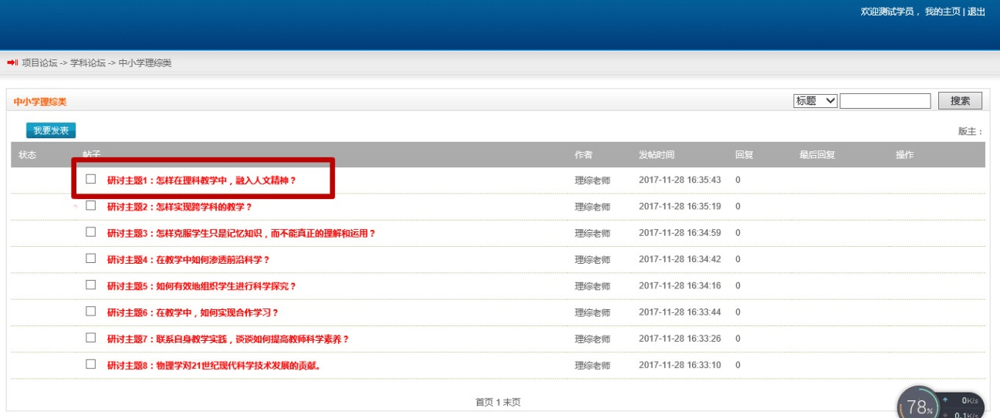 欢迎测试学员， 我的主页 | 退出
项目论坛 -> 学科论坛 -> 中小学理综类
中小学理综类 标题 搜索
我要发表 版主：
状态 帖子 作者 发帖时间 回复 最后回复 操作
研讨主题1：怎样在理科教学中，融入人文精神？ 理综老师 2017-11-28 16:35:43 0
研讨主题2：怎样实现跨学科的教学？ 理综老师 2017-11-28 16:35:19 0
研讨主题3：怎样克服学生只是记忆知识，而不能真正的理解和运用？ 理综老师 2017-11-28 16:34:59 0
研讨主题4：在教学中如何渗透前沿科学？ 理综老师 2017-11-28 16:34:42 0
研讨主题5：如何有效地组织学生进行科学探究？ 理综老师 2017-11-28 16:34:16 0
研讨主题6：在教学中，如何实现合作学习？ 理综老师 2017-11-28 16:33:44 0
研讨主题7：联系自身教学实践，谈谈如何提高教师科学素养？ 理综老师 2017-11-28 16:33:26 0
研讨主题8：物理学对21世纪现代科学技术发展的贡献。 理综老师 2017-11-28 16:33:10 0
首页 1 末页
78% 0K/s
0.1K/s